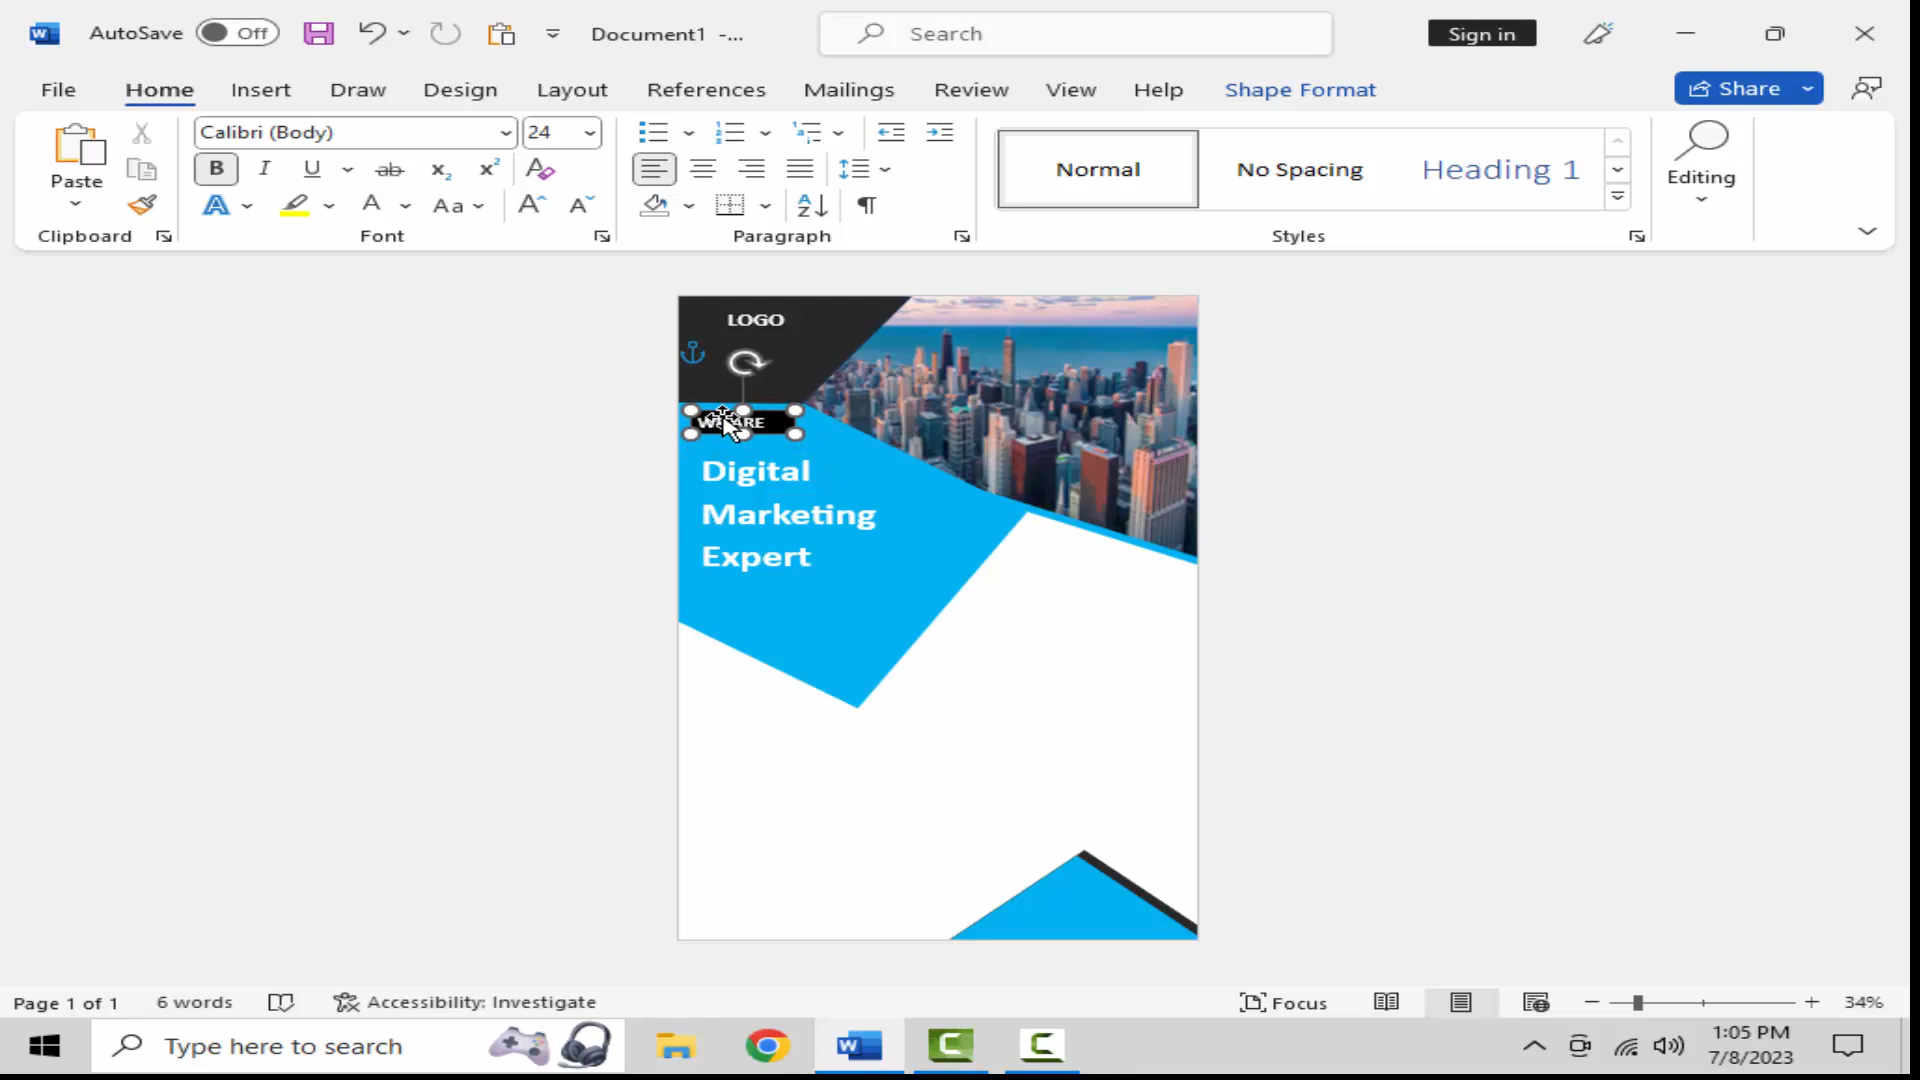 AutoSave Off Document1 -... Search Sign in
File Home Insert Draw Design Layout References Mailings Review View Help Shape Format Share
Paste Calibri (Body) 24 Normal No Spacing Heading 1 Editing
Clipboard Font Paragraph Styles
LOGO
ARE
Digital
Marketing
Expert
Page 1 of 1 6 words Accessibility: Investigate Focus 34%
Type here to search 1:05 PM
7/8/2023